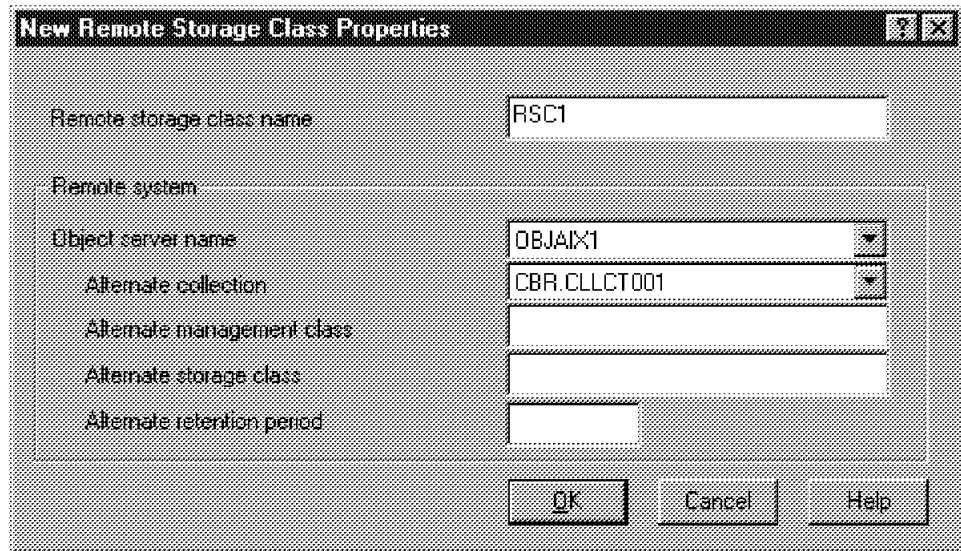 New Remote Storage Class Properties
Remote storage class name RSC1
Remote system
Object server name OBJAIX1
Alternate collection CBR.CLLCT001
Alternate management class
Alternate storage class
Alternate retention period
OK Cancel Help